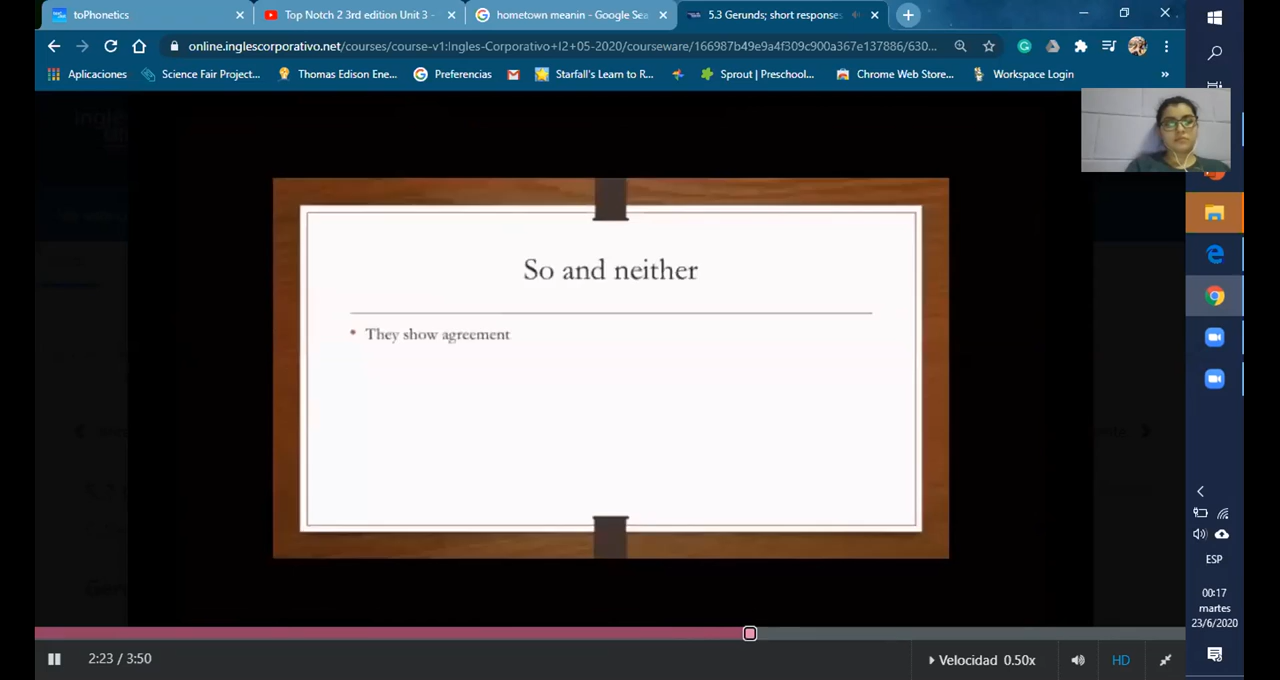 toPhonetics
Top Notch 2 3rd edition Unit 3 -
hometown meanin - Google Sea
5.3 Gerunds; short responses
online.inglescorporativo.net/courses/course-v1:Ingles-Corporativo+I2+05-2020/courseware/166987b49e9a4f309c900a367e137886/630...
Aplicaciones
Science Fair Project...
Thomas Edison Ene...
Preferencias
Starfall's Learn to R...
Sprout | Preschool...
Chrome Web Store...
Workspace Login
»
So and neither
• They show agreement
2:23 / 3:50
Velocidad 0.50x
HD
ESP
00:17
martes
23/6/2020